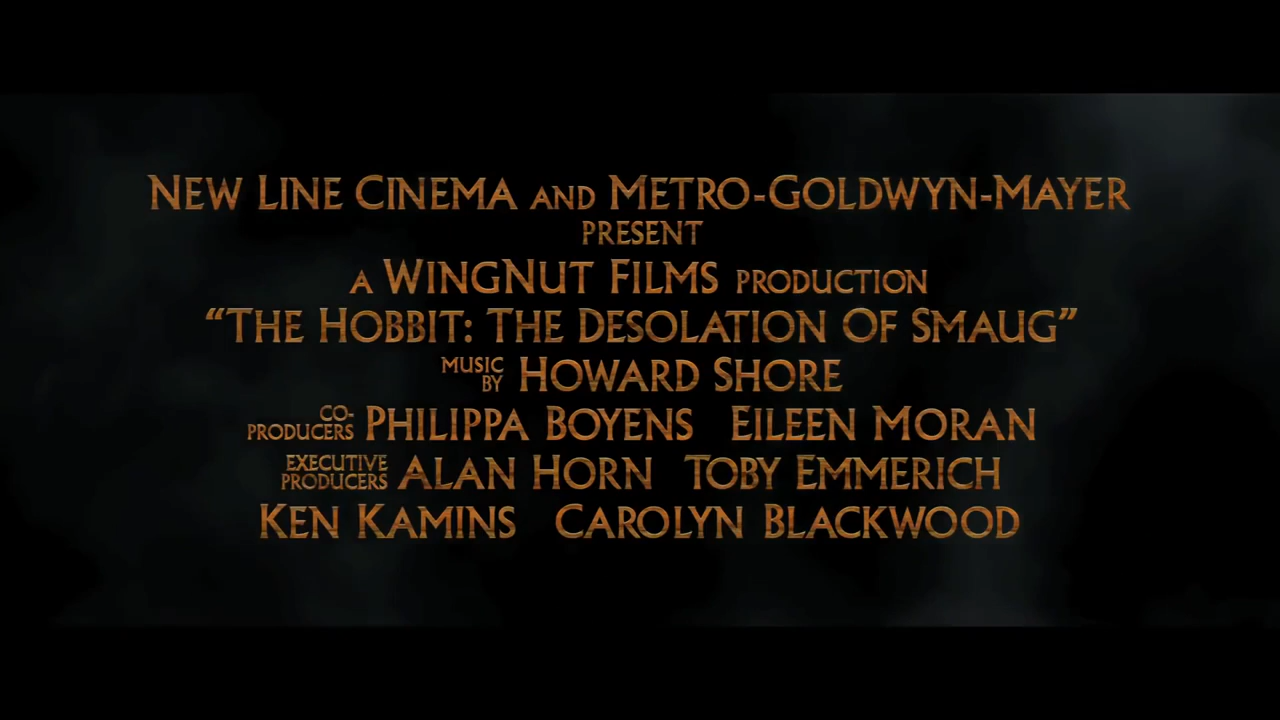 NEW LINE CINEMA AND METRO-GOLDWYN-MAYER
PRESENT
A WINGNUT FILMS PRODUCTION
“THE HOBBIT: THE DESOLATION OF SMAUG”
MUSIC BY HOWARD SHORE
CO-PRODUCERS PHILIPPA BOYENS EILEEN MORAN
EXECUTIVE PRODUCERS ALAN HORN TOBY EMMERICH
KEN KAMINS CAROLYN BLACKWOOD